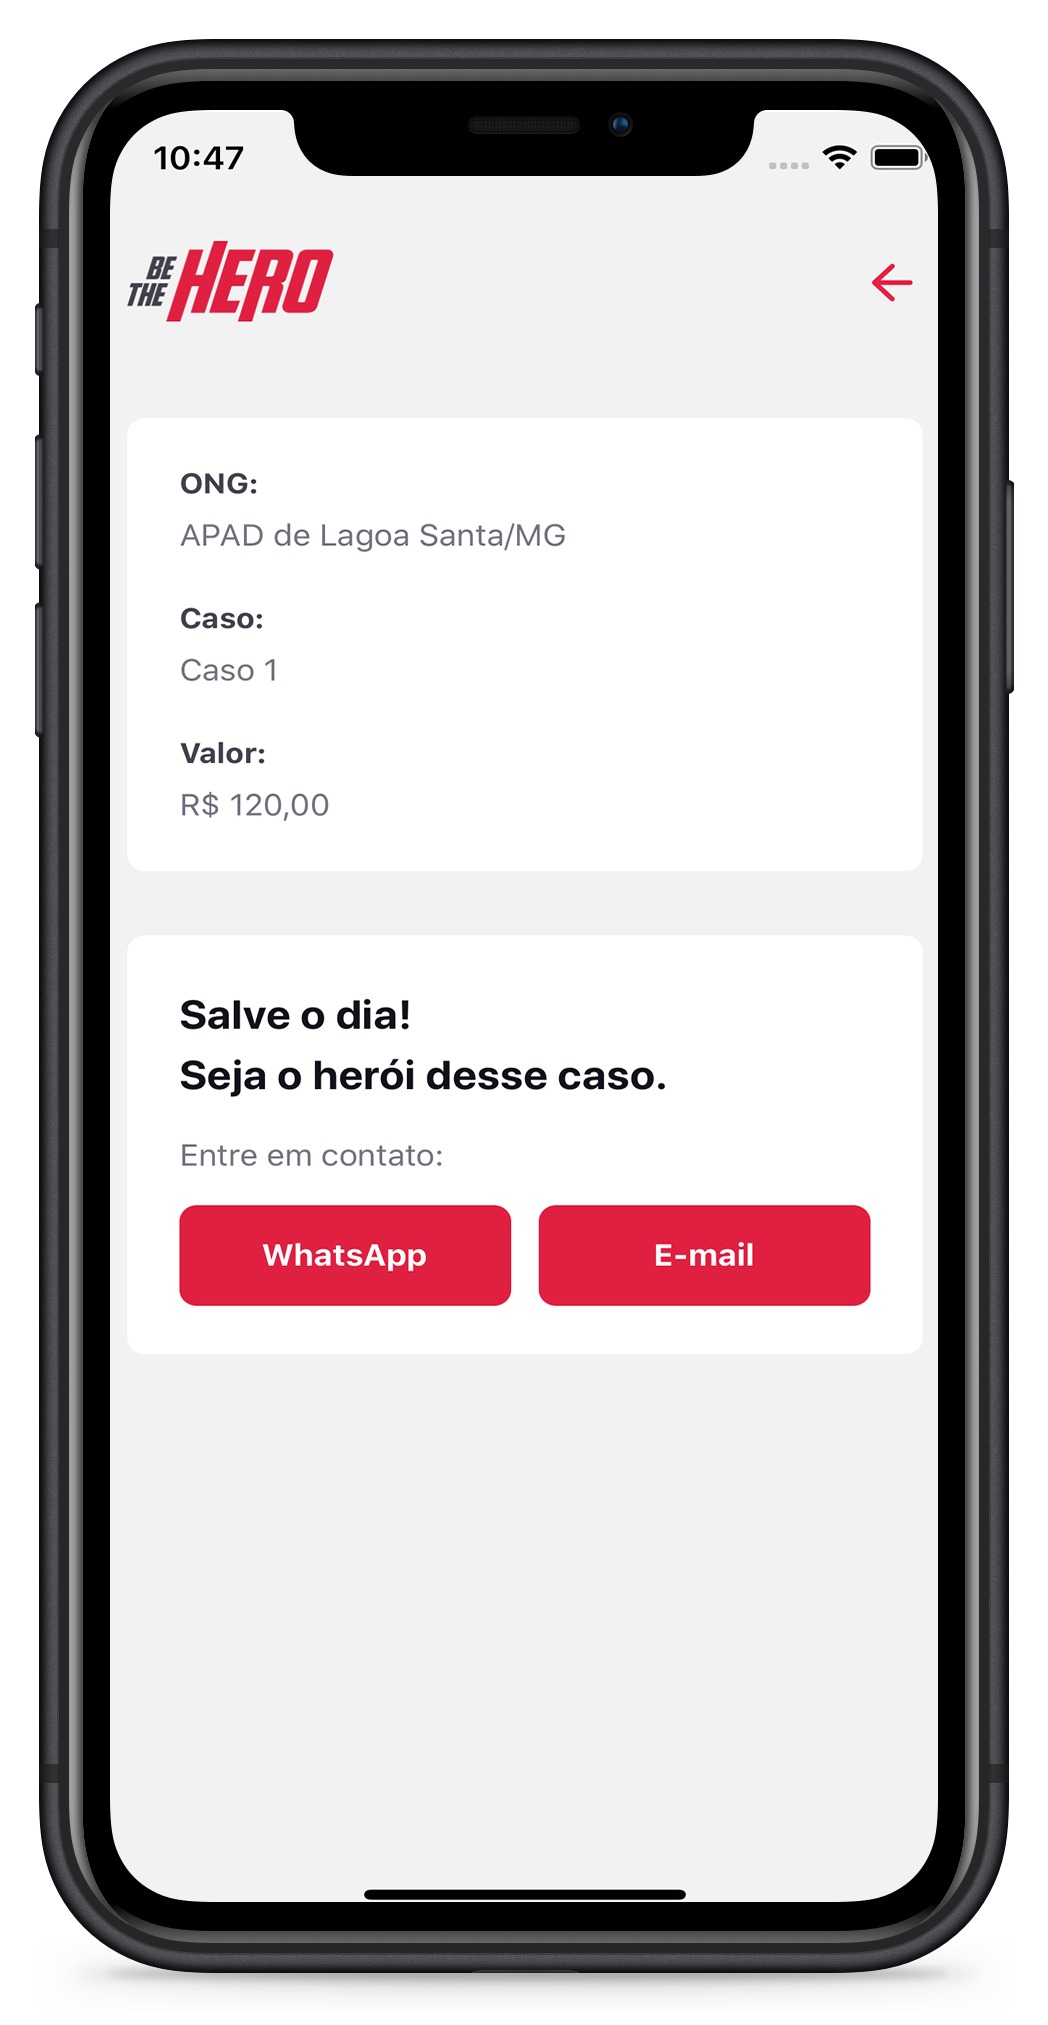 10:47
BE
THE HERO
ONG:
APAD de Lagoa Santa/MG
Caso:
Caso 1
Valor:
R$ 120,00
Salve o dia!
Seja o herói desse caso.
Entre em contato:
WhatsApp
E-mail